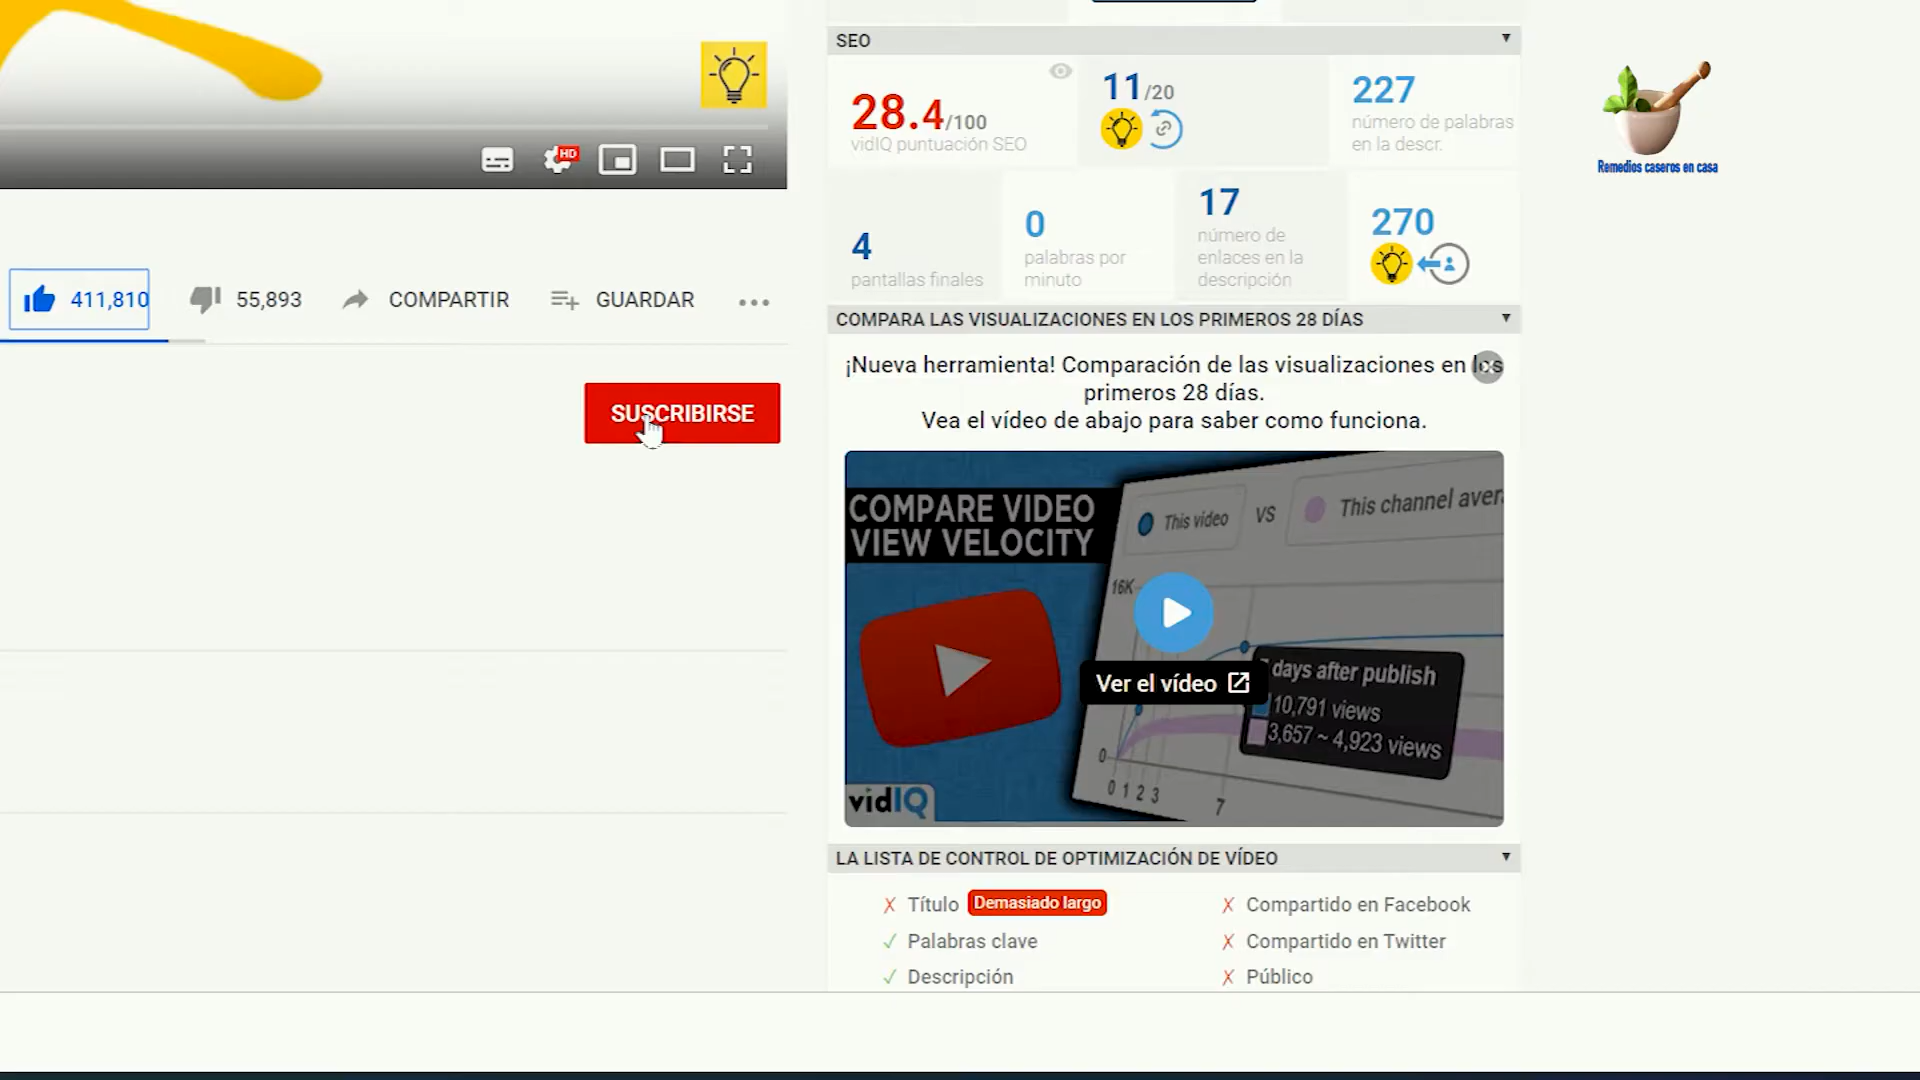 HD
411,810
55,893
COMPARTIR
GUARDAR
SUSCRIBIRSE
SEO
28.4/100
vidIQ puntuación SEO
11/20
227
número de palabras
en la descr.
4
pantallas finales
0
palabras por
minuto
17
número de
enlaces en la
descripción
270
COMPARA LAS VISUALIZACIONES EN LOS PRIMEROS 28 DÍAS
¡Nueva herramienta! Comparación de las visualizaciones en los
primeros 28 días.
Vea el vídeo de abajo para saber como funciona.
COMPARE VIDEO
VIEW VELOCITY
This video
VS
This channel aver
16K
Ver el vídeo
7 days after publish
10,791 views
3,657 ~ 4,923 views
0
0 1 2 3
7
vidIQ
LA LISTA DE CONTROL DE OPTIMIZACIÓN DE VÍDEO
Título Demasiado largo
Palabras clave
Descripción
Compartido en Facebook
Compartido en Twitter
Público
Remedios caseros en casa